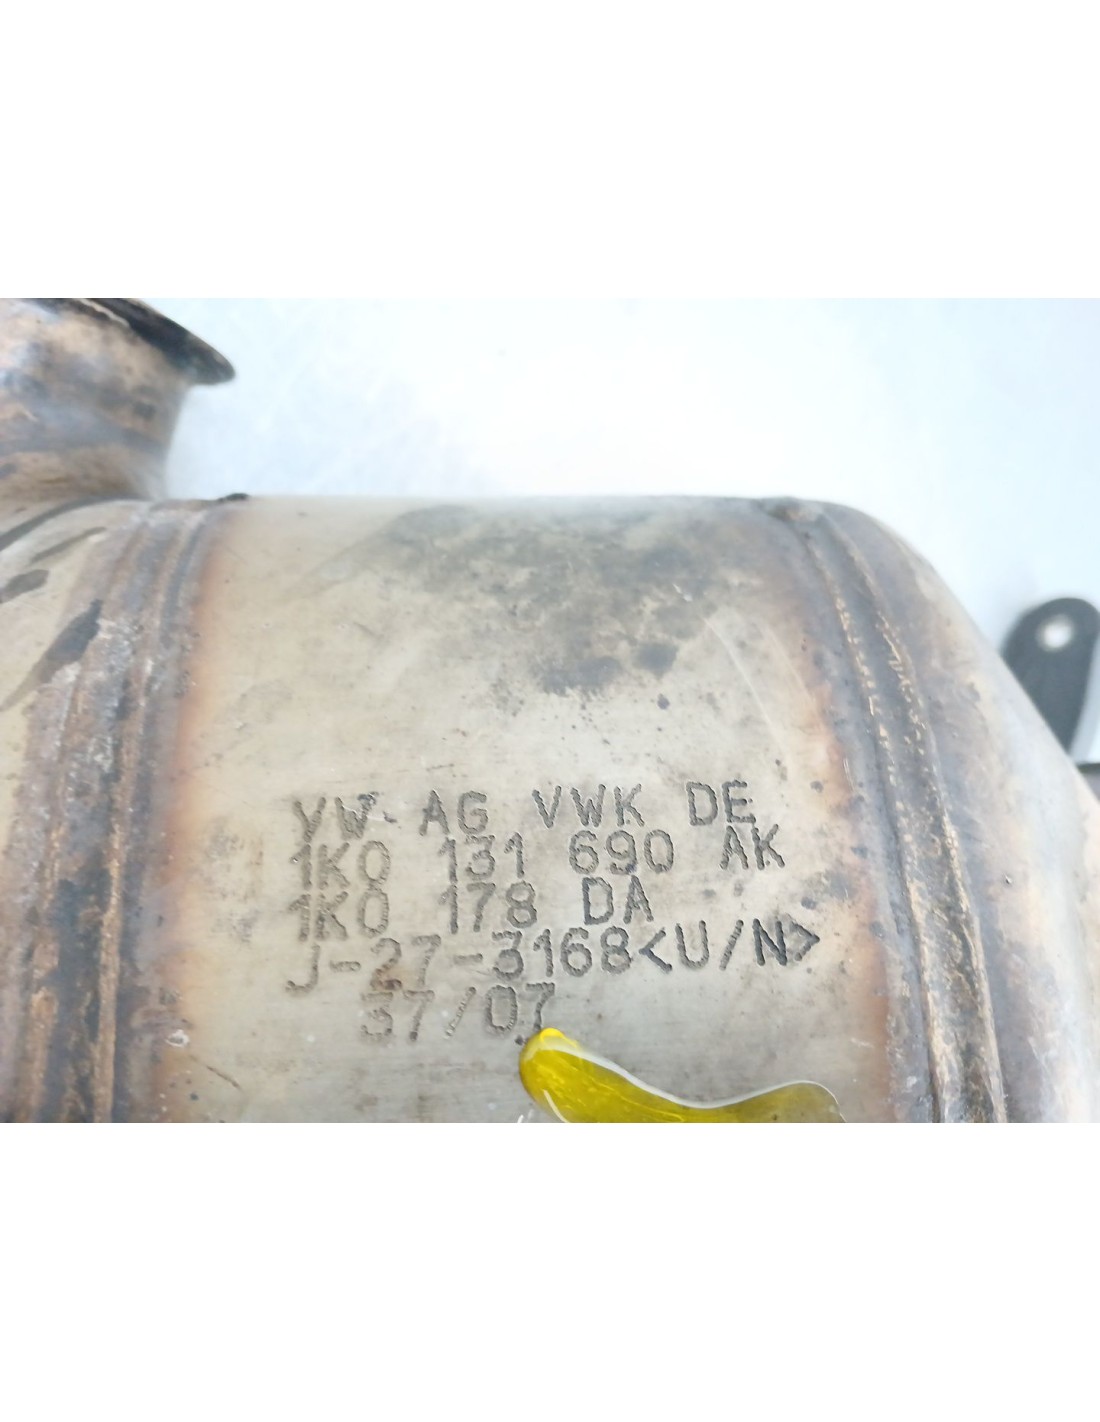 VW AG VWK DE
1K0 131 690 AK
1K0 178 DA
J-27-3168<U/N>
37/07